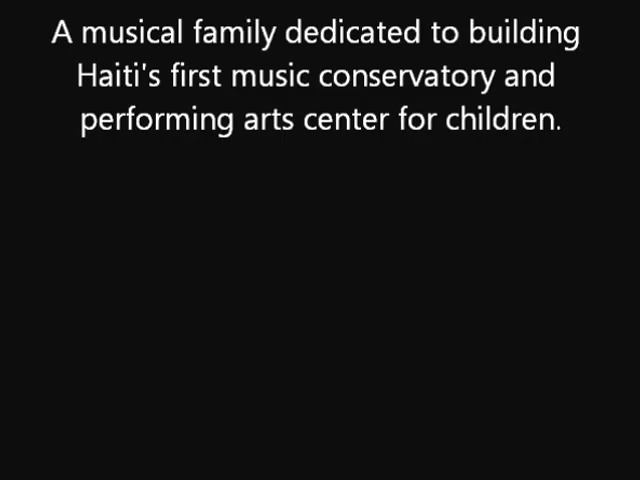 A musical family dedicated to building
Haiti's first music conservatory and
performing arts center for children.